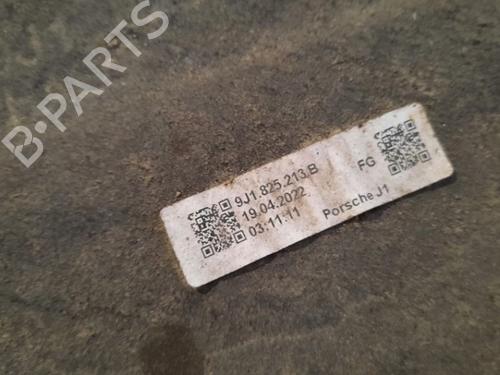 B-PARTS
9J1.825.213.B
19.04.2022
03:11:11
FG
Porsche J1